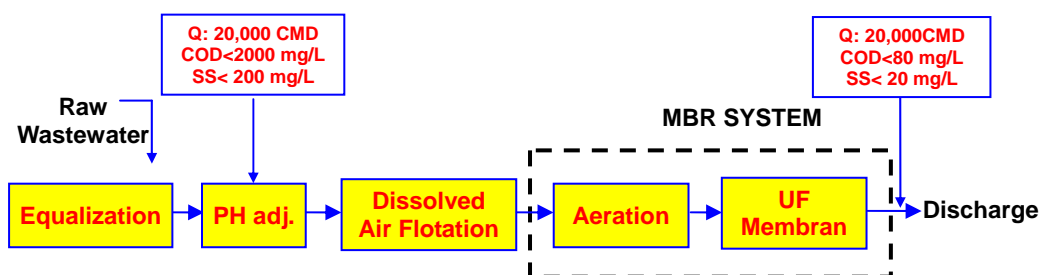 Q: 20,000 CMD
COD<2000 mg/L
SS< 200 mg/L
Q: 20,000CMD
COD<80 mg/L
SS< 20 mg/L
Raw
Wastewater
MBR SYSTEM
Equalization
PH adj.
Dissolved
Air Flotation
Aeration
UF
Membran
Discharge